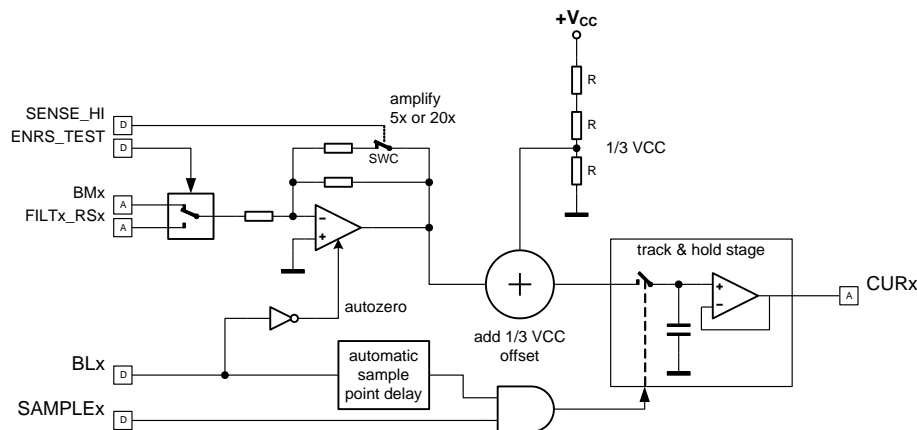 +VCC
R
R
R
1/3 VCC
amplify
5x or 20x
SENSE_HI
D
ENRS_TEST
D
SWC
BMx
A
FILTx_RSx
A
−
+
autozero
add 1/3 VCC
offset
track & hold stage
+
−
A
CURx
BLx
D
automatic
sample
point delay
SAMPLEx
D